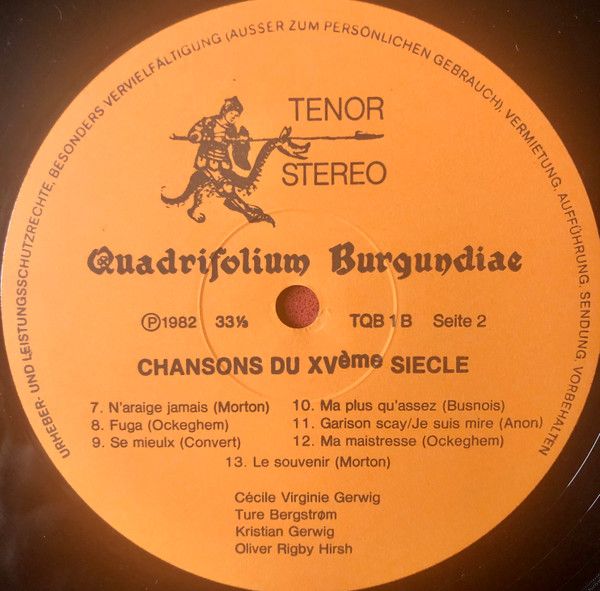 URHEBER- UND LEISTUNGSSCHUTZRECHTE, BESONDERS VERVIELFÄLTIGUNG (AUSSER ZUM PERSÖNLICHEN GEBRAUCH), VERMIETUNG, AUFFÜHRUNG, SENDUNG, VORBEHALTEN
TENOR
STEREO
Quadrifolium Burgundiae
Ⓟ1982 33⅓ TQB 1 B Seite 2
CHANSONS DU XVème SIECLE
7. N'araige jamais (Morton)
8. Fuga (Ockeghem)
9. Se mieulx (Convert)
10. Ma plus qu'assez (Busnois)
11. Garison scay/Je suis mire (Anon)
12. Ma maistresse (Ockeghem)
13. Le souvenir (Morton)
Cécile Virginie Gerwig
Ture Bergstrøm
Kristian Gerwig
Oliver Rigby Hirsh